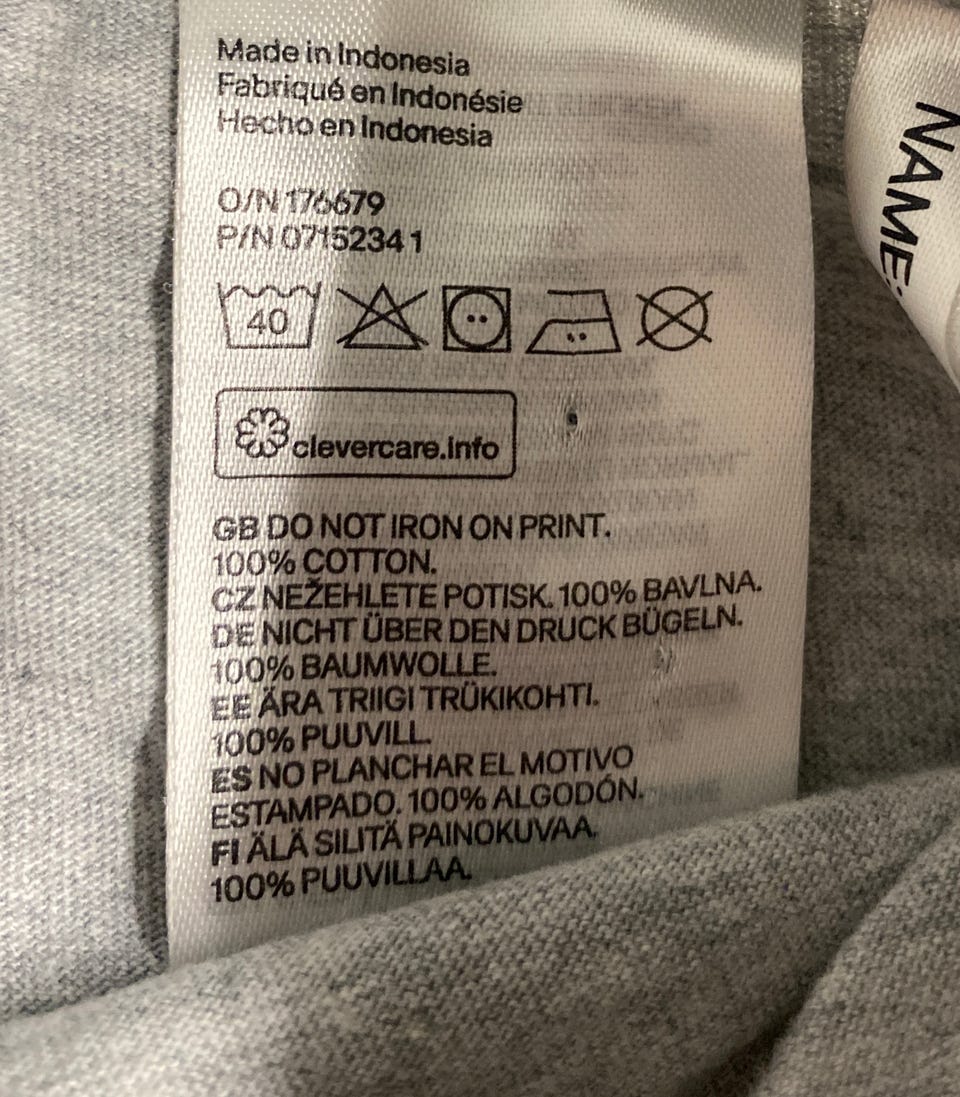 Made in Indonesia
Fabriqué en Indonésie
Hecho en Indonesia
O/N 176679
P/N 07152341
40
clevercare.info
GB DO NOT IRON ON PRINT.
100% COTTON.
CZ NEŽEHLETE POTISK. 100% BAVLNA.
DE NICHT ÜBER DEN DRUCK BÜGELN.
100% BAUMWOLLE.
EE ÄRA TRIIGI TRÜKIKOHTI.
100% PUUVILL.
ES NO PLANCHAR EL MOTIVO
ESTAMPADO. 100% ALGODÓN.
FI ÄLÄ SILITÄ PAINOKUVAA.
100% PUUVILLAA.
NAME: